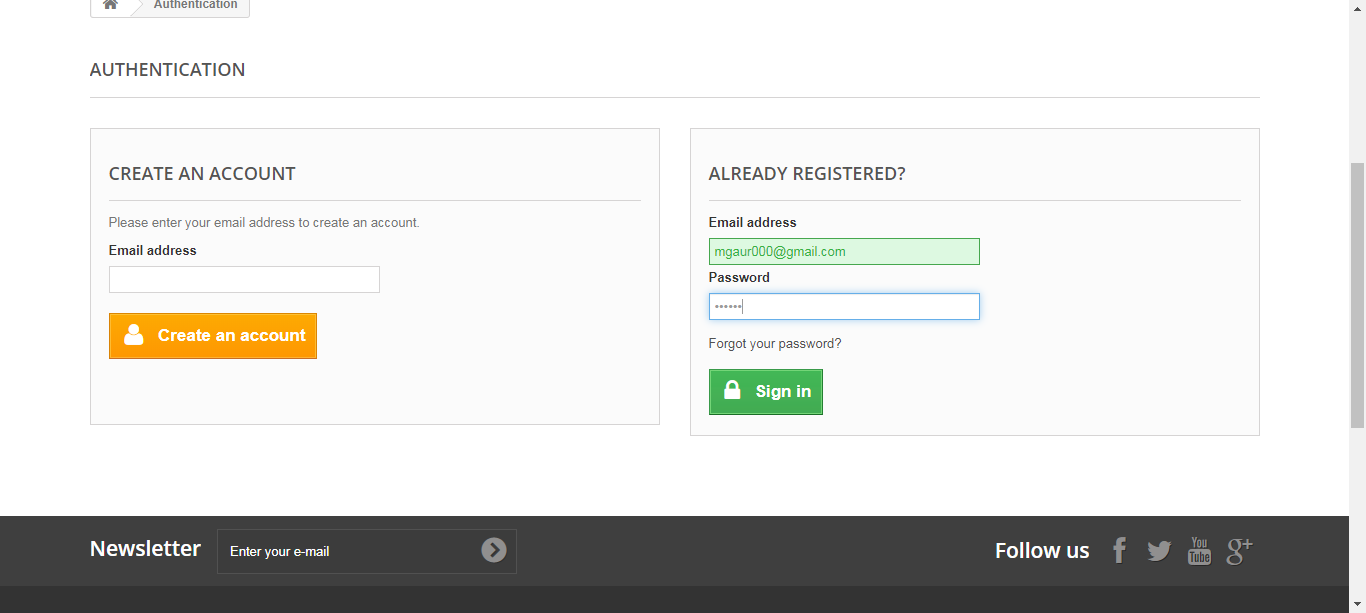 Authentication
AUTHENTICATION
CREATE AN ACCOUNT
Please enter your email address to create an account.
Email address
Create an account
ALREADY REGISTERED?
Email address
mgaur000@gmail.com
Password
••••••
Forgot your password?
Sign in
Newsletter
Enter your e-mail
Follow us
f
You
Tube
g+